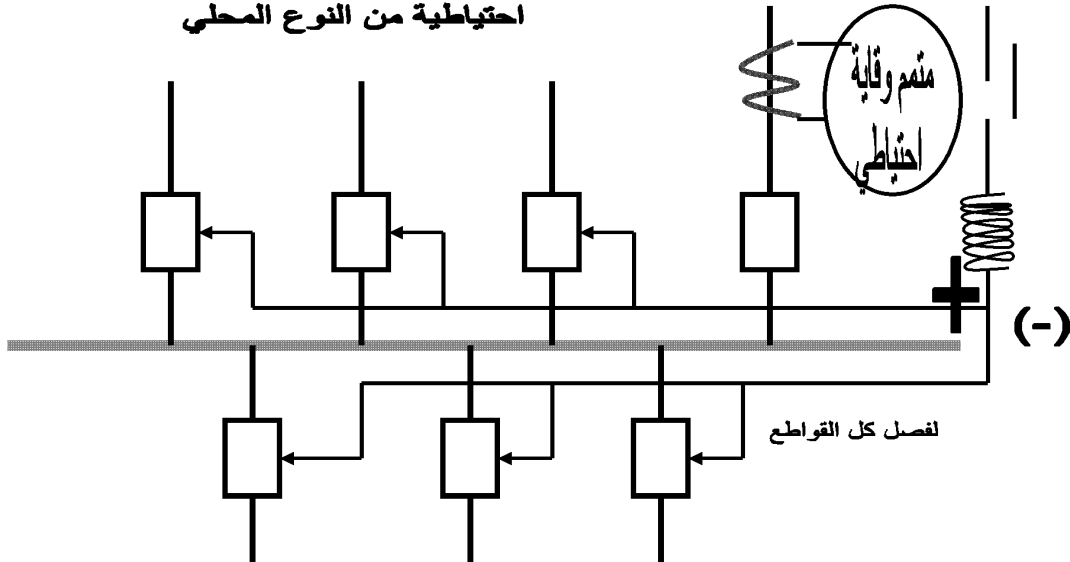 احتياطية من النوع المحلي
متمم وقاية
احتياطي
(-)
لفصل كل القواطع